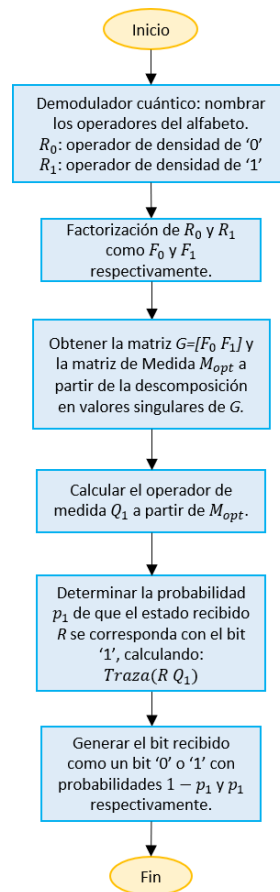 Inicio
Demodulador cuántico: nombrar
los operadores del alfabeto.
R₀: operador de densidad de ‘0’
R₁: operador de densidad de ‘1’
Factorización de R₀ y R₁
como F₀ y F₁
respectivamente.
Obtener la matriz G=[F₀ F₁] y
la matriz de Medida Mₒₚₜ a
partir de la descomposición
en valores singulares de G.
Calcular el operador de
medida Q₁ a partir de Mₒₚₜ.
Determinar la probabilidad
p₁ de que el estado recibido
R se corresponda con el bit
‘1’, calculando:
Traza(R Q₁)
Generar el bit recibido
como un bit ‘0’ o ‘1’ con
probabilidades 1 − p₁ y p₁
respectivamente.
Fin